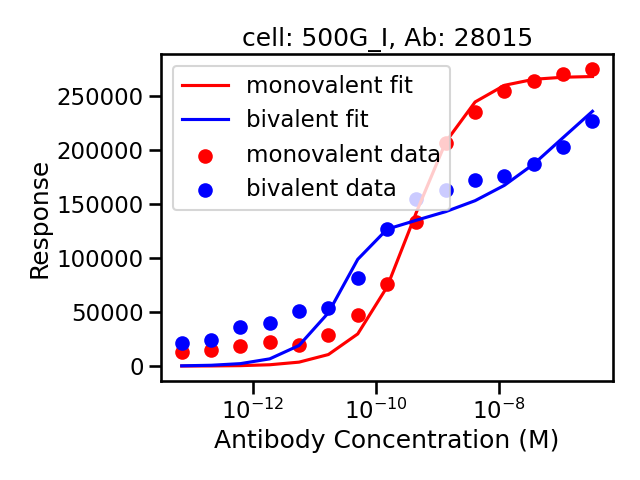 cell: 500G_I, Ab: 28015
monovalent fit
bivalent fit
monovalent data
bivalent data
Response
250000
200000
150000
100000
50000
0
10⁻¹² 10⁻¹⁰ 10⁻⁸
Antibody Concentration (M)